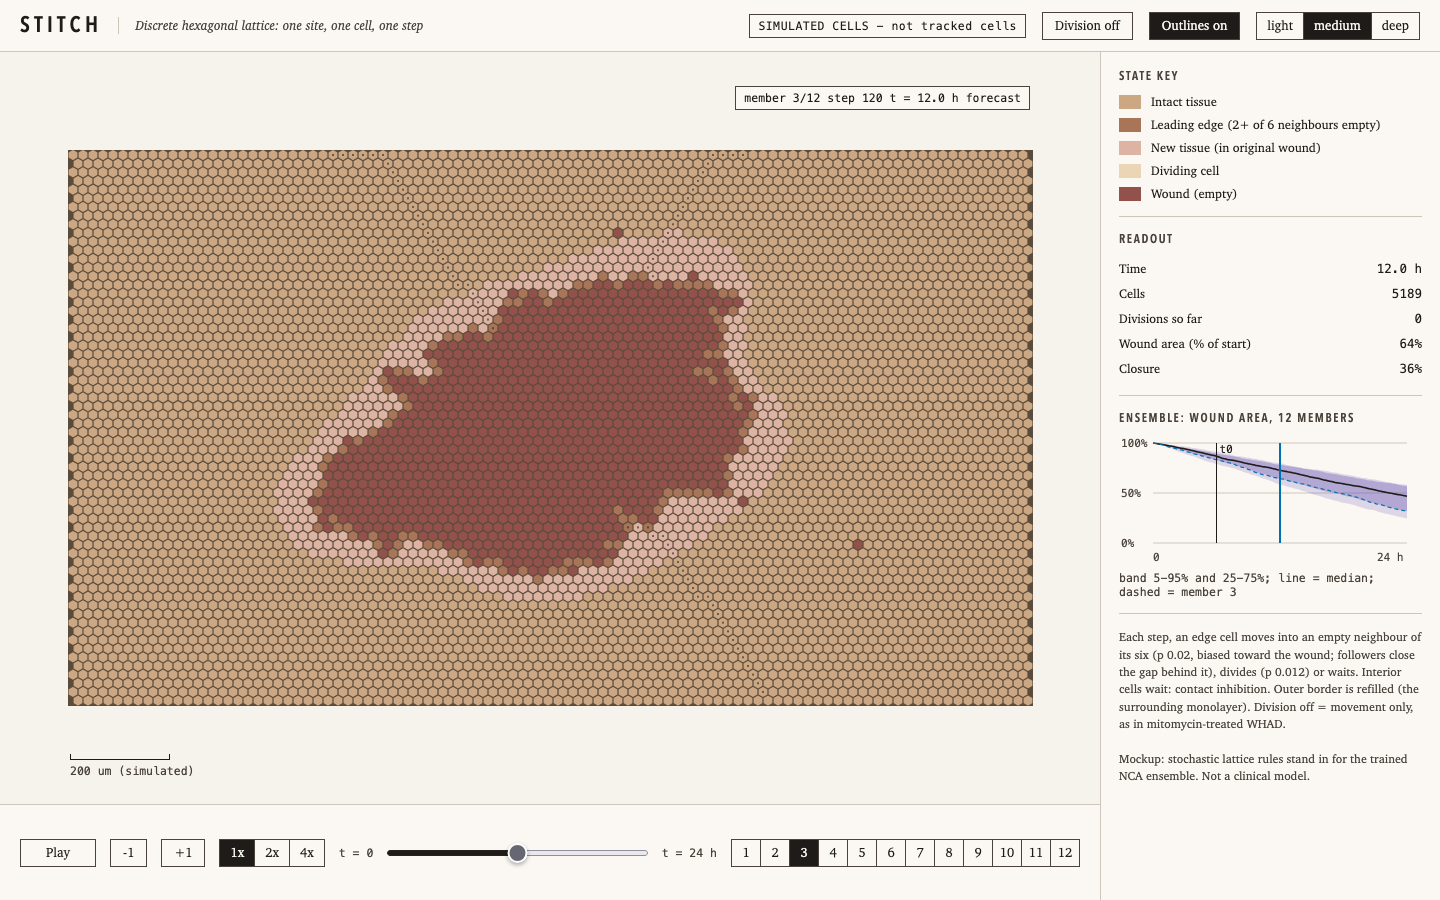 STITCH
Discrete hexagonal lattice: one site, one cell, one step
SIMULATED CELLS – not tracked cells
Division off
Outlines on
light medium deep
member 3/12 step 120 t = 12.0 h forecast
200 um (simulated)
Play
-1
+1
1x 2x 4x
t = 0
t = 24 h
1 2 3 4 5 6 7 8 9 10 11 12
STATE KEY
Intact tissue
Leading edge (2+ of 6 neighbours empty)
New tissue (in original wound)
Dividing cell
Wound (empty)
READOUT
Time 12.0 h
Cells 5189
Divisions so far 0
Wound area (% of start) 64%
Closure 36%
ENSEMBLE: WOUND AREA, 12 MEMBERS
100%
t0
50%
0%
0 24 h
band 5–95% and 25–75%; line = median;
dashed = member 3
Each step, an edge cell moves into an empty neighbour of
its six (p 0.02, biased toward the wound; followers close
the gap behind it), divides (p 0.012) or waits. Interior
cells wait: contact inhibition. Outer border is refilled (the
surrounding monolayer). Division off = movement only,
as in mitomycin-treated WHAD.
Mockup: stochastic lattice rules stand in for the trained
NCA ensemble. Not a clinical model.